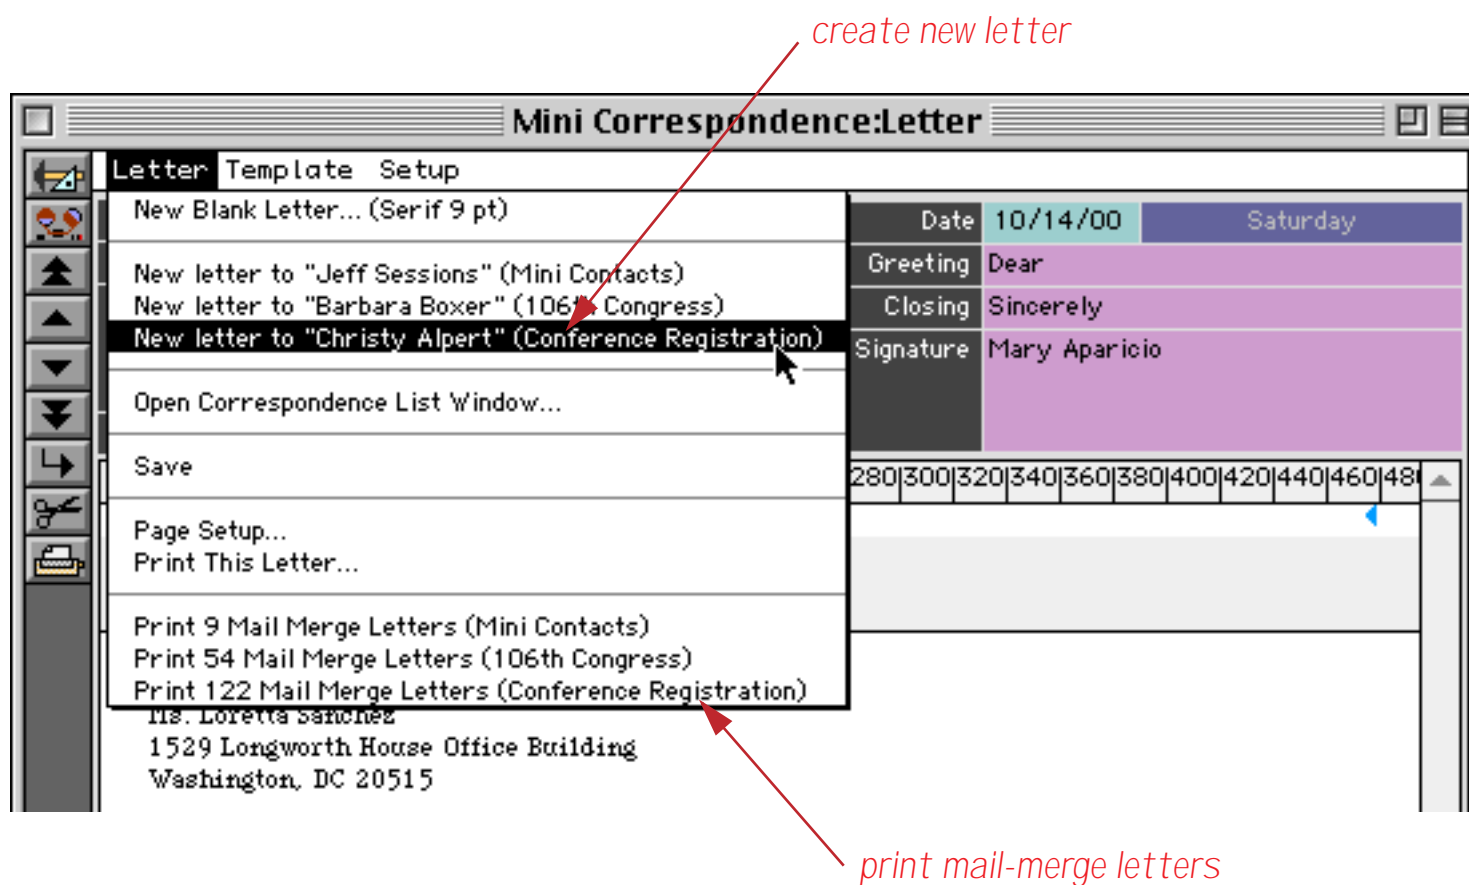 create new letter
Mini Correspondence:Letter
Letter Template Setup
New Blank Letter... (Serif 9 pt)
Date 10/14/00 Saturday
New letter to "Jeff Sessions" (Mini Contacts)
Greeting Dear
New letter to "Barbara Boxer" (106th Congress)
Closing Sincerely
New letter to "Christy Alpert" (Conference Registration)
Signature Mary Aparicio
Open Correspondence List Window...
Save
280|300|320|340|360|380|400|420|440|460|48
Page Setup...
Print This Letter...
Print 9 Mail Merge Letters (Mini Contacts)
Print 54 Mail Merge Letters (106th Congress)
Print 122 Mail Merge Letters (Conference Registration)
Ms. Loretta Sanchez
1529 Longworth House Office Building
Washington, DC 20515
print mail-merge letters